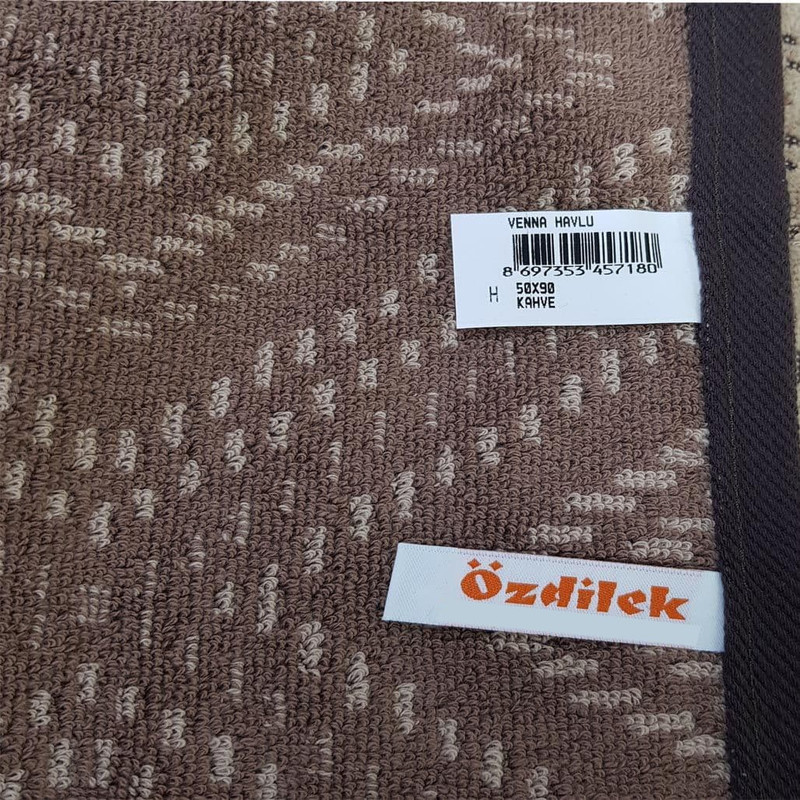 VENNA HAVLU
8 697353 457180
H 50X90
KAHVE
Özdilek